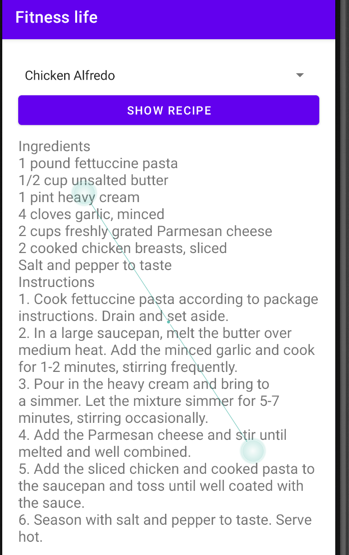 Fitness life
Chicken Alfredo
SHOW RECIPE
Ingredients
1 pound fettuccine pasta
1/2 cup unsalted butter
1 pint heavy cream
4 cloves garlic, minced
2 cups freshly grated Parmesan cheese
2 cooked chicken breasts, sliced
Salt and pepper to taste
Instructions
1. Cook fettuccine pasta according to package
instructions. Drain and set aside.
2. In a large saucepan, melt the butter over
medium heat. Add the minced garlic and cook
for 1-2 minutes, stirring frequently.
3. Pour in the heavy cream and bring to
a simmer. Let the mixture simmer for 5-7
minutes, stirring occasionally.
4. Add the Parmesan cheese and stir until
melted and well combined.
5. Add the sliced chicken and cooked pasta to
the saucepan and toss until well coated with
the sauce.
6. Season with salt and pepper to taste. Serve
hot.